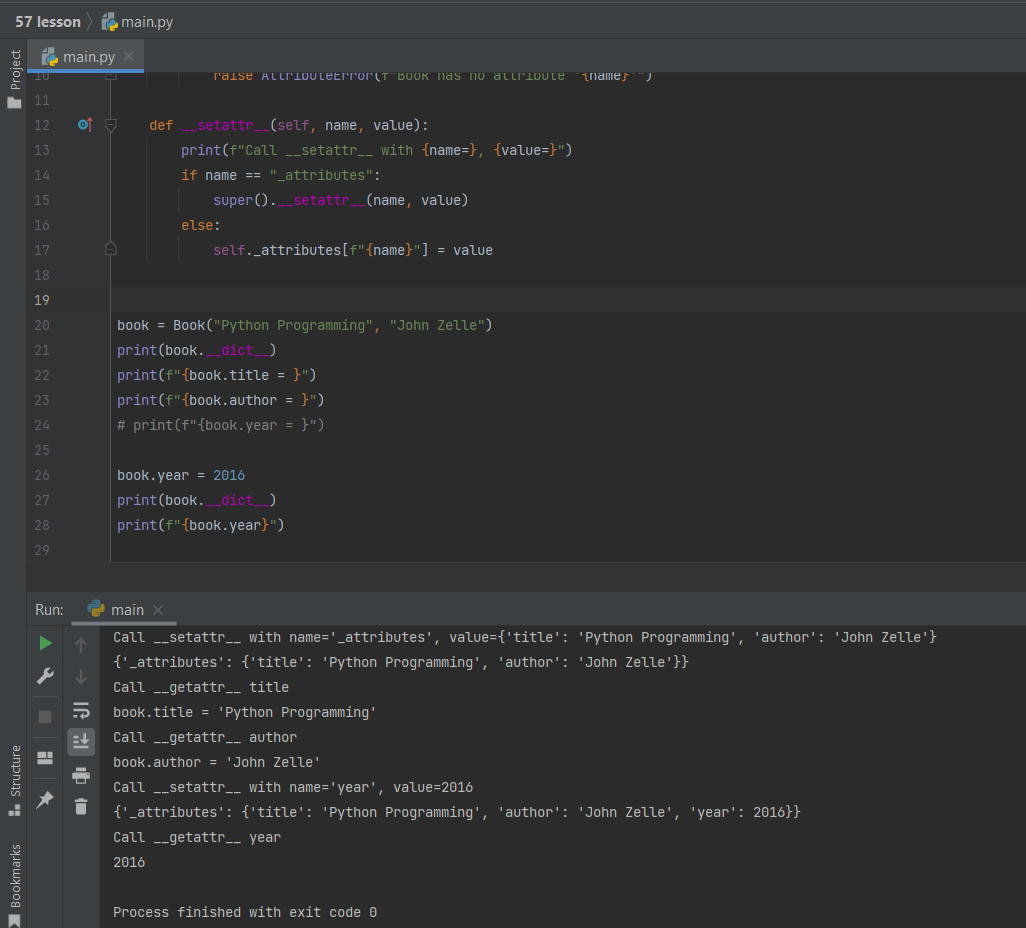 57 lesson main.py
Project
main.py
10 raise AttributeError(f"Book has no attribute '{name}'")
11
12 def __setattr__(self, name, value):
13 print(f"Call __setattr__ with {name=}, {value=}")
14 if name == "_attributes":
15 super().__setattr__(name, value)
16 else:
17 self._attributes[f"{name}"] = value
18
19
20 book = Book("Python Programming", "John Zelle")
21 print(book.__dict__)
22 print(f"{book.title = }")
23 print(f"{book.author = }")
24 # print(f"{book.year = }")
25
26 book.year = 2016
27 print(book.__dict__)
28 print(f"{book.year}")
29
Run: main
Call __setattr__ with name='_attributes', value={'title': 'Python Programming', 'author': 'John Zelle'}
{'_attributes': {'title': 'Python Programming', 'author': 'John Zelle'}}
Call __getattr__ title
book.title = 'Python Programming'
Call __getattr__ author
book.author = 'John Zelle'
Call __setattr__ with name='year', value=2016
{'_attributes': {'title': 'Python Programming', 'author': 'John Zelle', 'year': 2016}}
Call __getattr__ year
2016
Process finished with exit code 0
Structure
Bookmarks